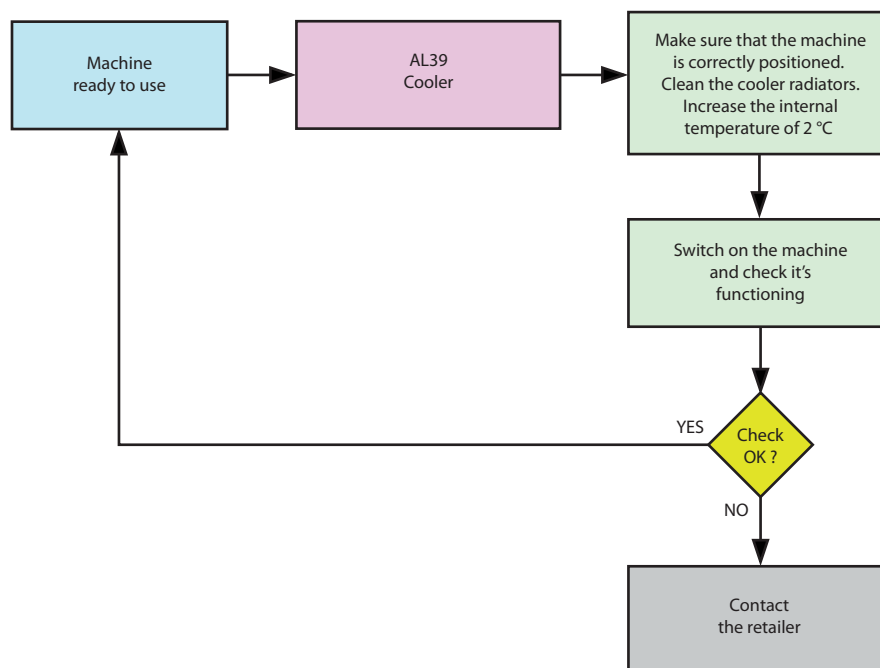 Machine
ready to use
AL39
Cooler
Make sure that the machine
is correctly positioned.
Clean the cooler radiators.
Increase the internal
temperature of 2 °C
Switch on the machine
and check it’s
functioning
YES
Check
OK ?
NO
Contact
the retailer